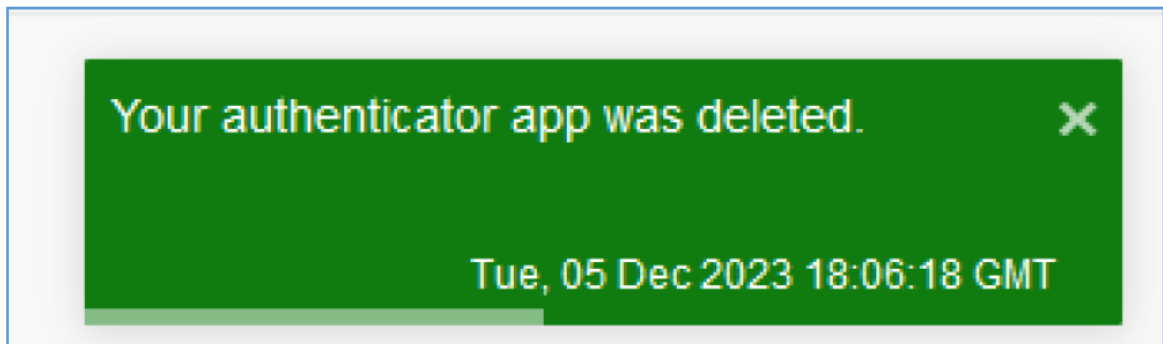 Your authenticator app was deleted.
Tue, 05 Dec 2023 18:06:18 GMT